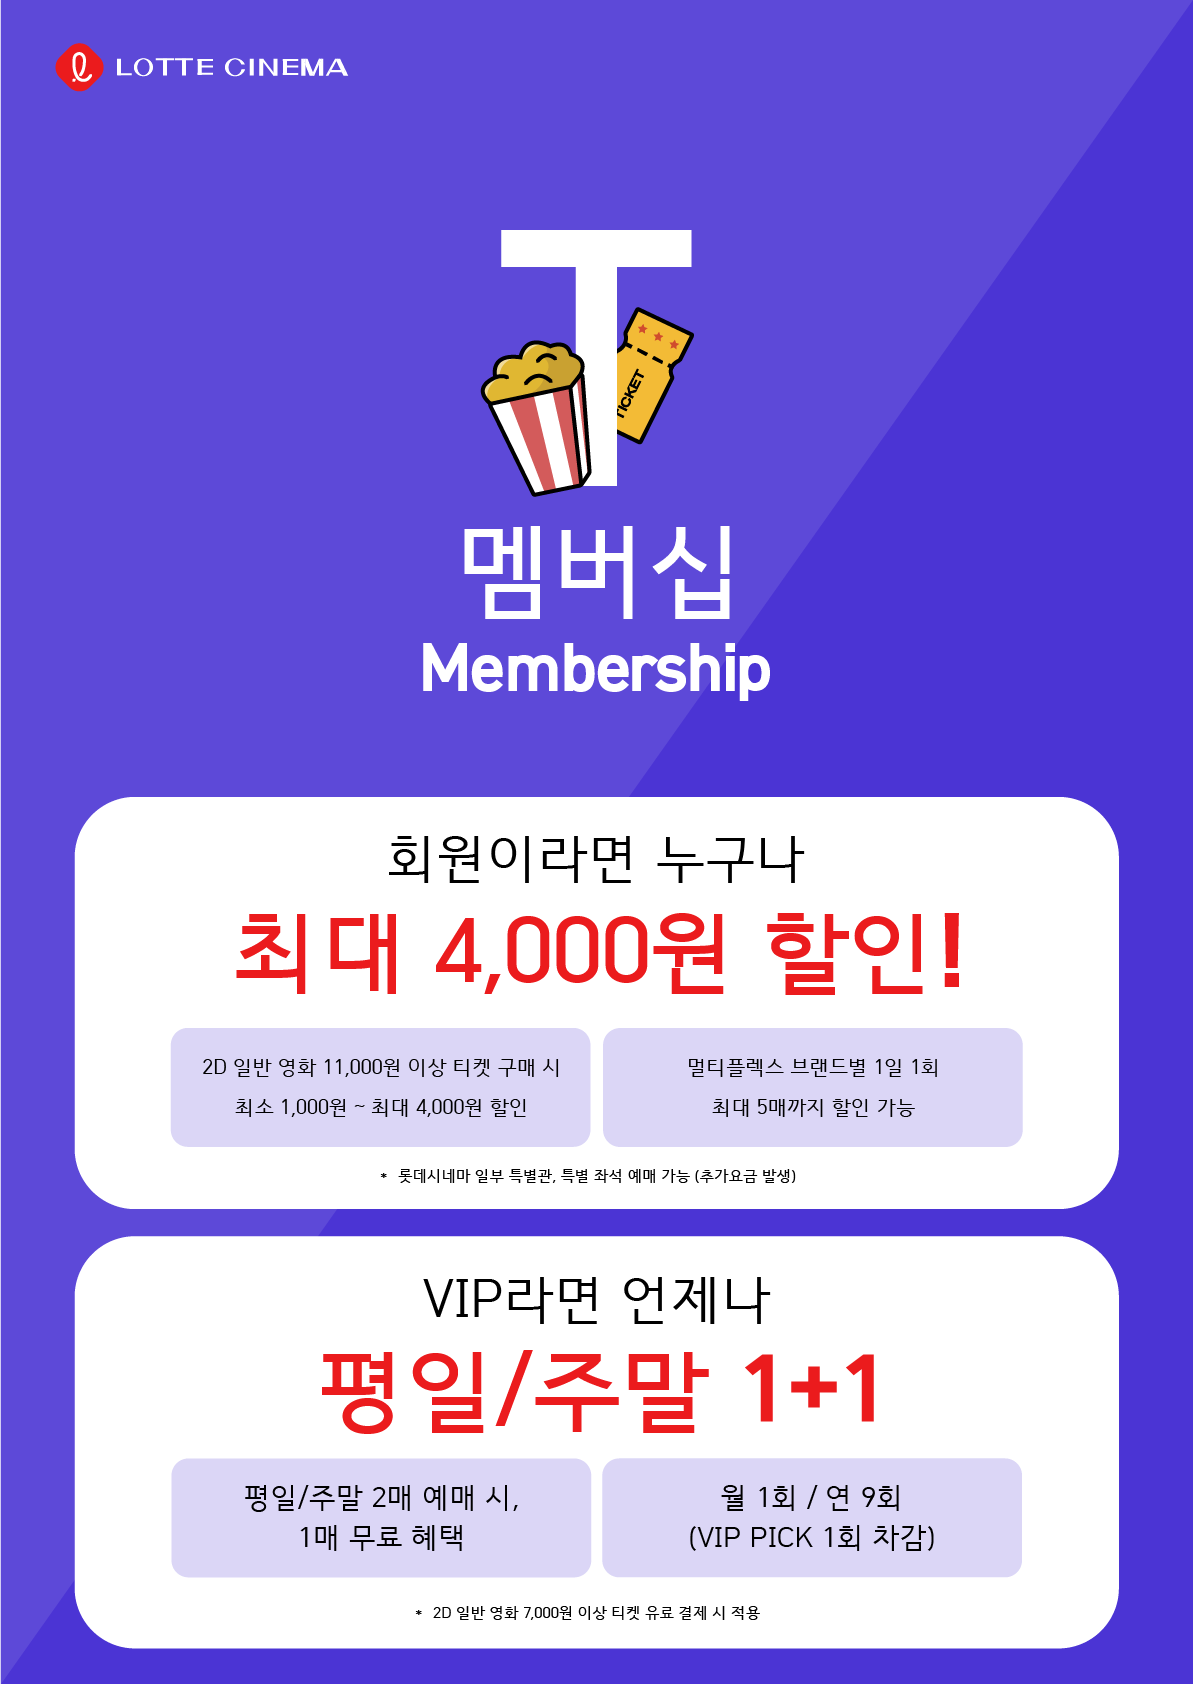 LOTTE CINEMA
T
TICKET
멤버십
Membership
회원이라면 누구나
최대 4,000원 할인!
2D 일반 영화 11,000원 이상 티켓 구매 시
최소 1,000원 ~ 최대 4,000원 할인
멀티플렉스 브랜드별 1일 1회
최대 5매까지 할인 가능
* 롯데시네마 일부 특별관, 특별 좌석 예매 가능 (추가요금 발생)
VIP라면 언제나
평일/주말 1+1
평일/주말 2매 예매 시,
1매 무료 혜택
월 1회 / 연 9회
(VIP PICK 1회 차감)
* 2D 일반 영화 7,000원 이상 티켓 유료 결제 시 적용